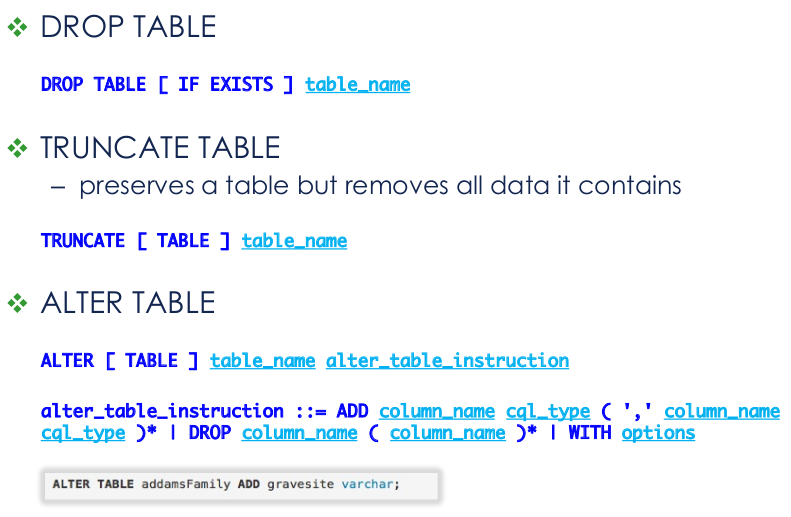 DROP TABLE
DROP TABLE [ IF EXISTS ] table_name
TRUNCATE TABLE
– preserves a table but removes all data it contains
TRUNCATE [ TABLE ] table_name
ALTER TABLE
ALTER [ TABLE ] table_name alter_table_instruction
alter_table_instruction ::= ADD column_name cql_type ( ',' column_name
cql_type )* | DROP column_name ( column_name )* | WITH options
ALTER TABLE addamsFamily ADD gravesite varchar;